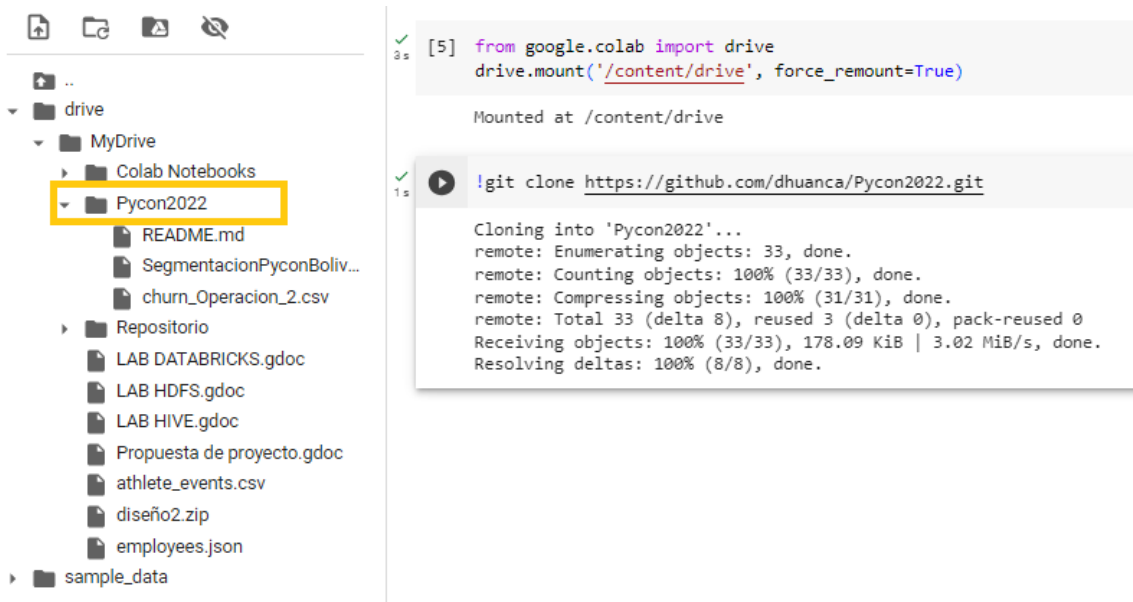 ..
drive
MyDrive
Colab Notebooks
Pycon2022
README.md
SegmentacionPyconBoliv...
churn_Operacion_2.csv
Repositorio
LAB DATABRICKS.gdoc
LAB HDFS.gdoc
LAB HIVE.gdoc
Propuesta de proyecto.gdoc
athlete_events.csv
diseño2.zip
employees.json
sample_data
3s
[5] from google.colab import drive
drive.mount('/content/drive', force_remount=True)
Mounted at /content/drive
1s
!git clone https://github.com/dhuanca/Pycon2022.git
Cloning into 'Pycon2022'...
remote: Enumerating objects: 33, done.
remote: Counting objects: 100% (33/33), done.
remote: Compressing objects: 100% (31/31), done.
remote: Total 33 (delta 8), reused 3 (delta 0), pack-reused 0
Receiving objects: 100% (33/33), 178.09 KiB | 3.02 MiB/s, done.
Resolving deltas: 100% (8/8), done.